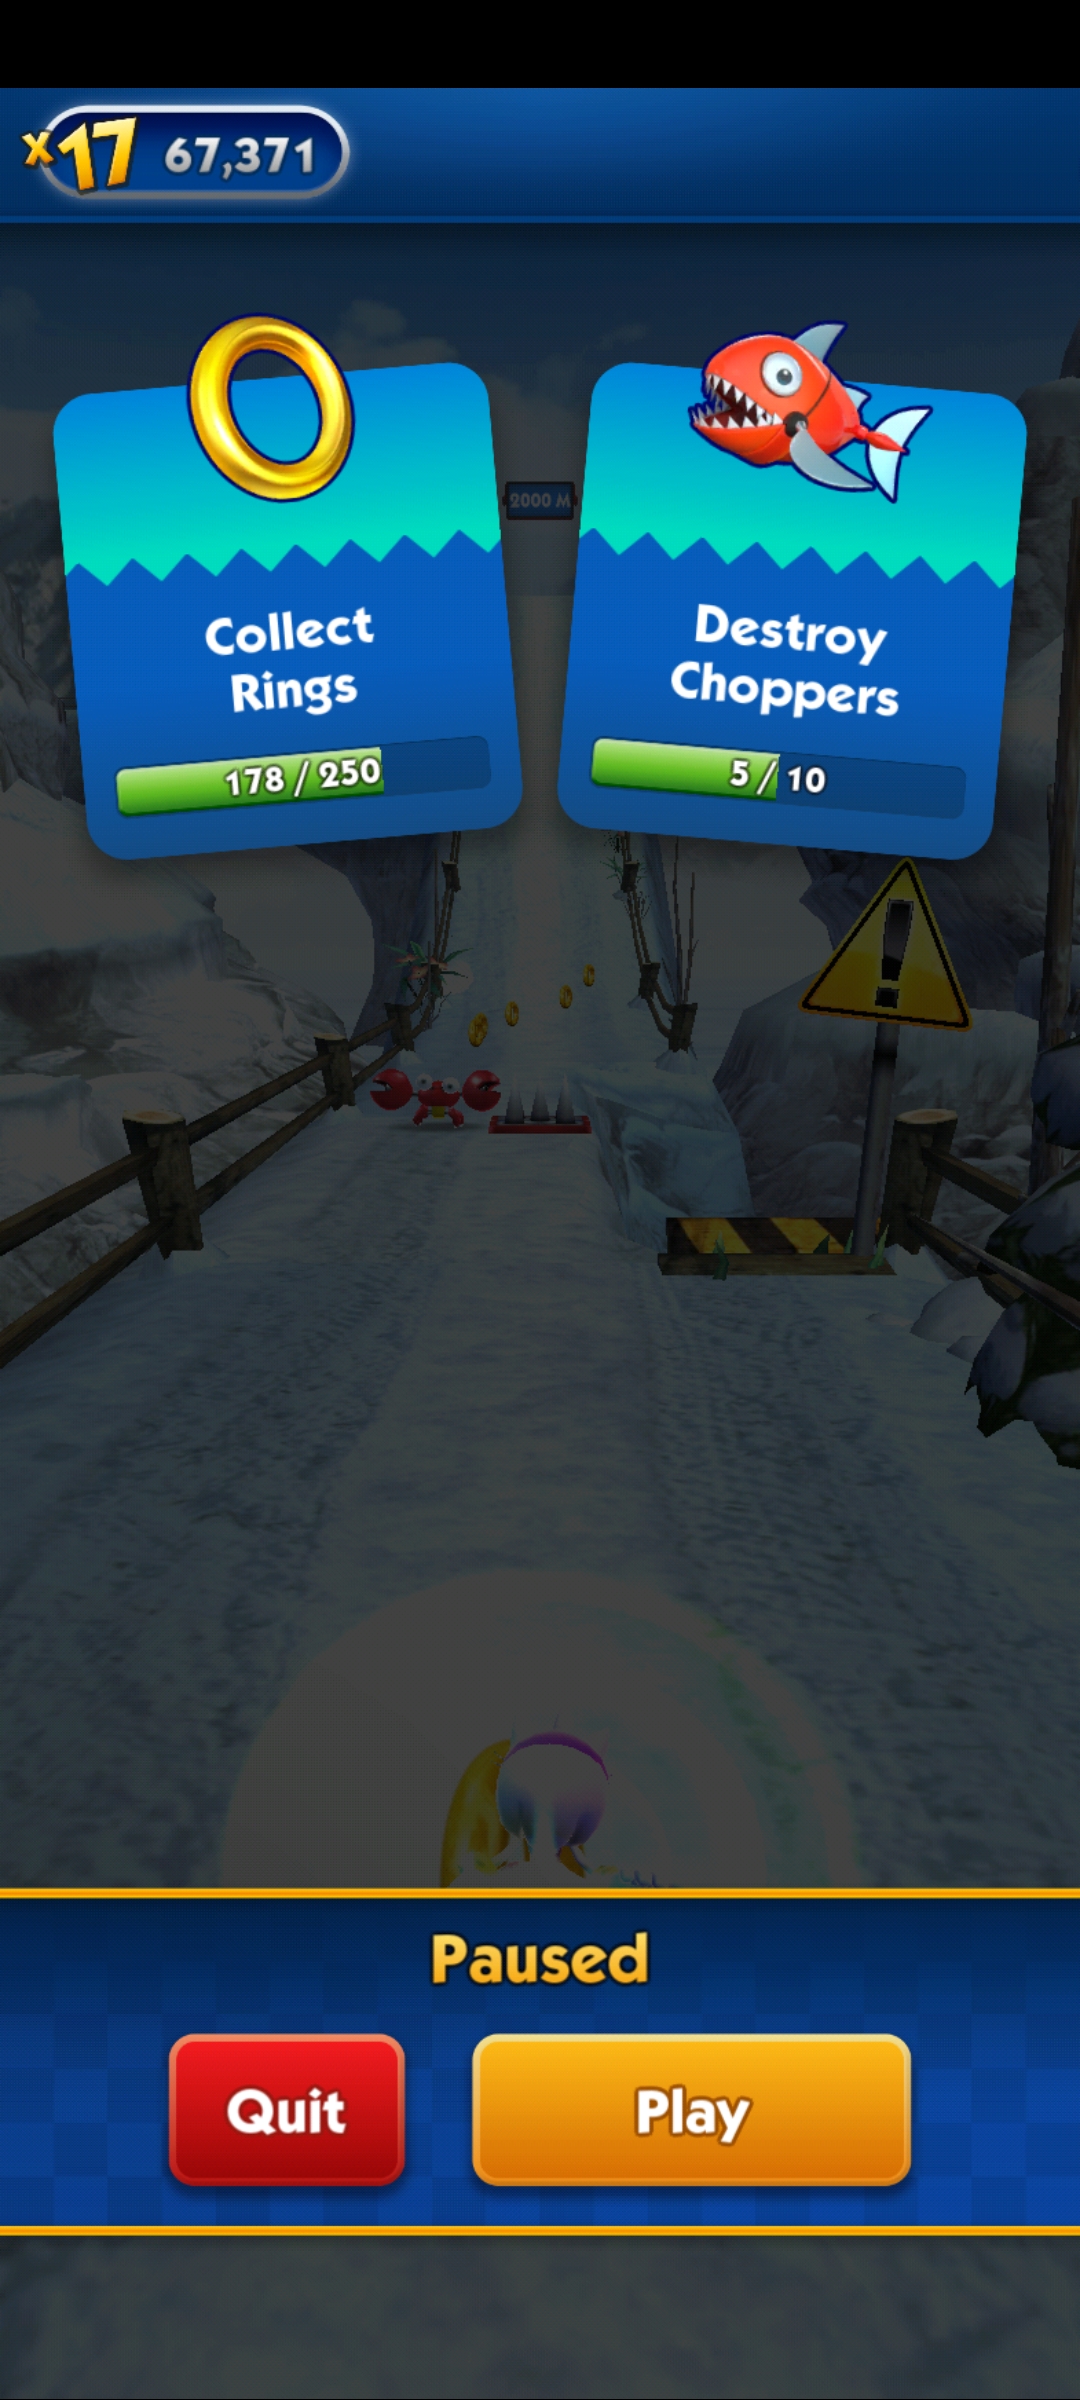 x17 67,371
2000 M
Collect
Rings
178 / 250
Destroy
Choppers
5 / 10
!
Paused
Quit
Play